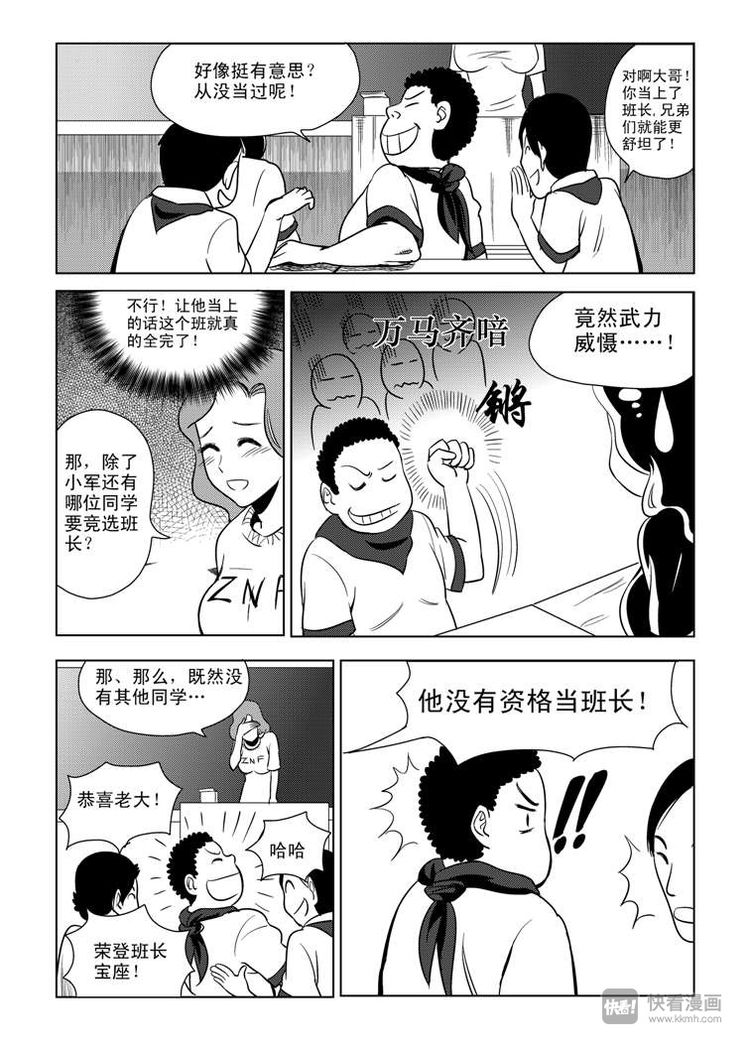 好像挺有意思？
从没当过呢！
对啊大哥！
你当上了
班长，兄弟
们就能更
舒坦了！
不行！让他当上
的话这个班就真
的全完了！
那，除了
小军还有
哪位同学
要竞选班
长？
ZNF
万马齐喑
锵
竟然武力
威慑……！
那、那么，既然没
有其他同学…
ZNF
恭喜老大！
哈哈
荣登班长
宝座！
他没有资格当班长！
!!
快看！
快看漫画
www.kkmh.com